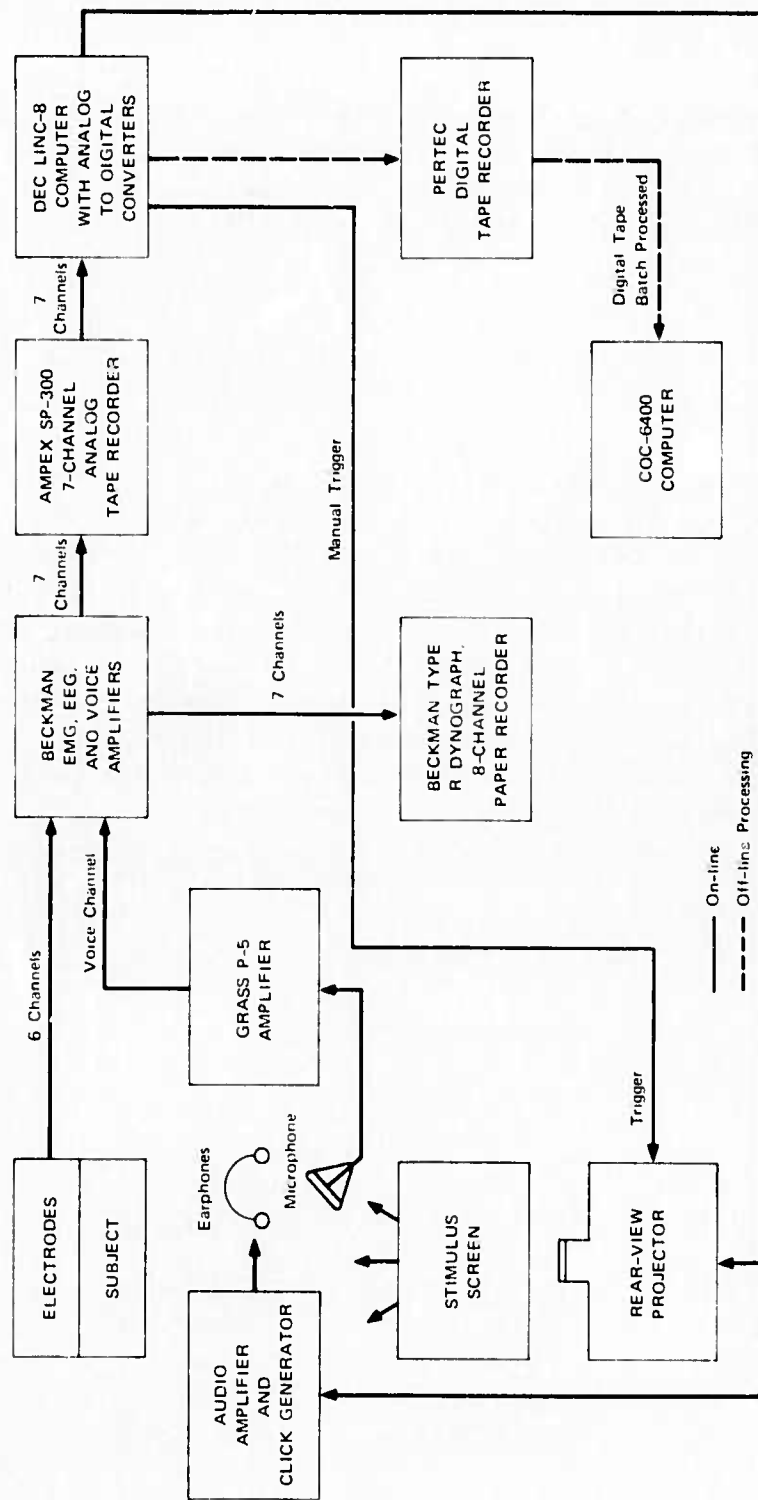 ELECTRODES
SUBJECT
6 Channels
Voice Channel
BECKMAN
EMG, EEG,
ANO VOICE
AMPLIFIERS
7
Channels
AMPEX SP-300
7-CHANNEL
ANALOG
TAPE RECORDER
7
Channels
DEC LINC-8
COMPUTER
WITH ANALOG
TO DIGITAL
CONVERTERS
AUDIO
AMPLIFIER
AND
CLICK GENERATOR
Earphones
Microphone
GRASS P-5
AMPLIFIER
7 Channels
Manual Trigger
STIMULUS
SCREEN
BECKMAN TYPE
R DYNOGRAPH,
8-CHANNEL
PAPER RECORDER
PERTEC
DIGITAL
TAPE RECORDER
REAR-VIEW
PROJECTOR
Trigger
Digital Tape
Batch Processed
COC-6400
COMPUTER
On-line
Off-line Processing